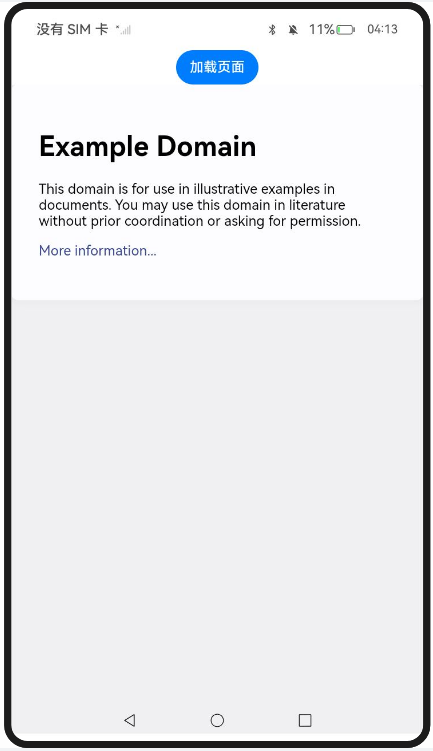 没有 SIM 卡 11% 04:13
加载页面
Example Domain
This domain is for use in illustrative examples in
documents. You may use this domain in literature
without prior coordination or asking for permission.
More information...